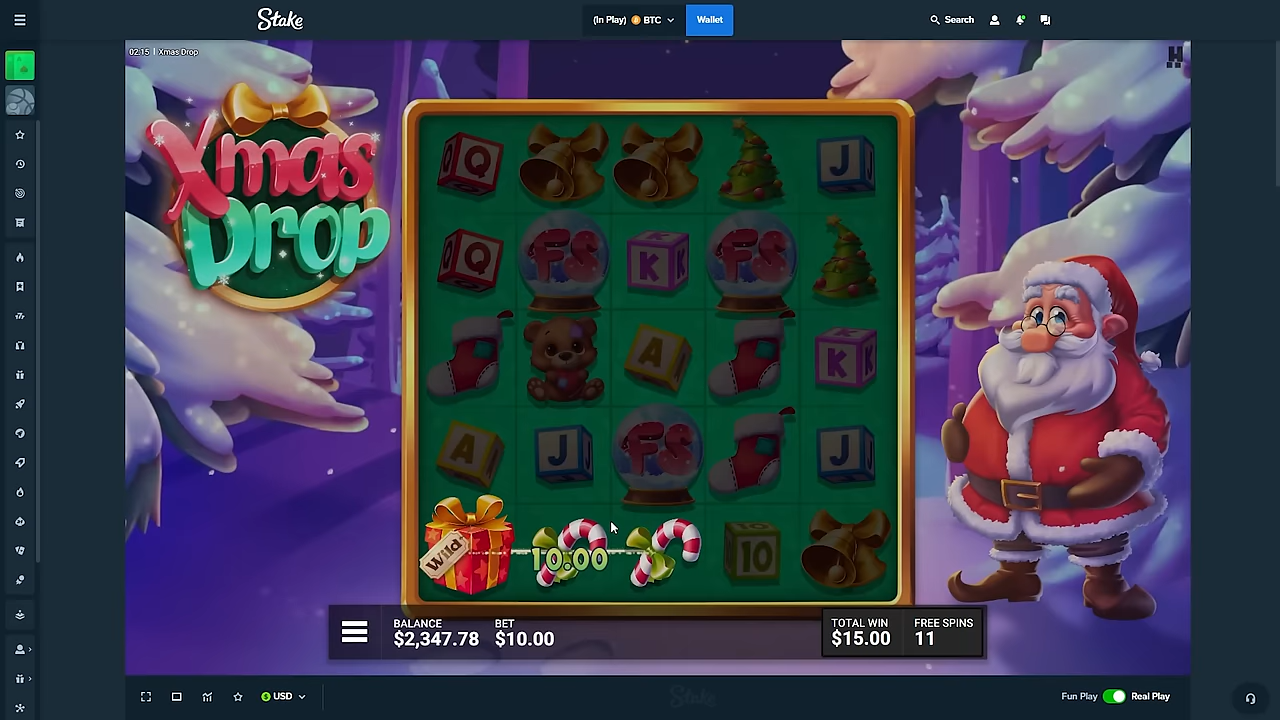 Stake
(In Play) BTC
Wallet
Search
02:15 | Xmas Drop
Xmas
Drop
Q
J
Q
FS
K K
FS
A
K K
A
J
FS
J
Wild
10.00
10
10
BALANCE
$2,347.78
BET
$10.00
TOTAL WIN
$15.00
FREE SPINS
11
USD
Stake
Fun Play
Real Play